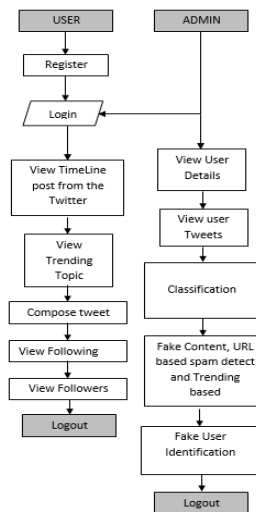 USER
ADMIN
Register
Login
View TimeLine
post from the
Twitter
View User
Details
View user
Tweets
View
Trending
Topic
Classification
Compose tweet
View Following
Fake Content, URL
based spam detect
and Trending
based
View Followers
Logout
Fake User
Identification
Logout